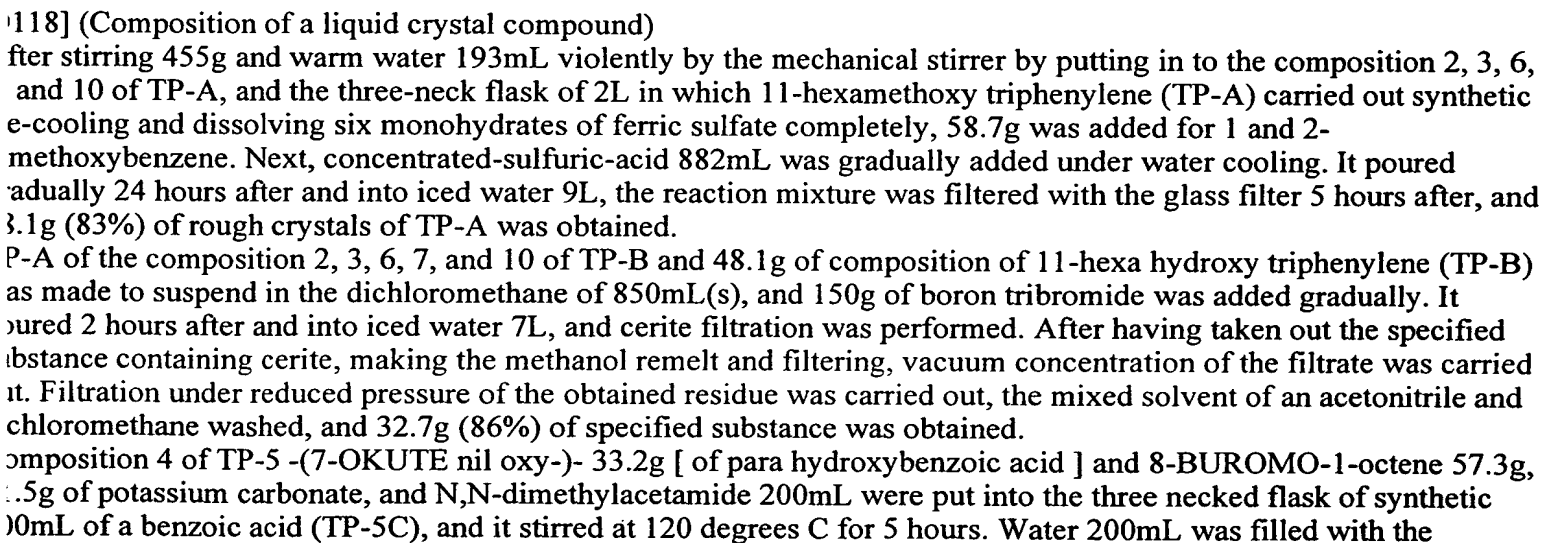 118] (Composition of a liquid crystal compound)
fter stirring 455g and warm water 193mL violently by the mechanical stirrer by putting in to the composition 2, 3, 6,
and 10 of TP-A, and the three-neck flask of 2L in which 11-hexamethoxy triphenylene (TP-A) carried out synthetic
e-cooling and dissolving six monohydrates of ferric sulfate completely, 58.7g was added for 1 and 2-
methoxybenzene. Next, concentrated-sulfuric-acid 882mL was gradually added under water cooling. It poured
adually 24 hours after and into iced water 9L, the reaction mixture was filtered with the glass filter 5 hours after, and
.1g (83%) of rough crystals of TP-A was obtained.
P-A of the composition 2, 3, 6, 7, and 10 of TP-B and 48.1g of composition of 11-hexa hydroxy triphenylene (TP-B)
as made to suspend in the dichloromethane of 850mL(s), and 150g of boron tribromide was added gradually. It
ured 2 hours after and into iced water 7L, and cerite filtration was performed. After having taken out the specified
bstance containing cerite, making the methanol remelt and filtering, vacuum concentration of the filtrate was carried
t. Filtration under reduced pressure of the obtained residue was carried out, the mixed solvent of an acetonitrile and
chloromethane washed, and 32.7g (86%) of specified substance was obtained.
omposition 4 of TP-5 -(7-OKUTE nil oxy-)- 33.2g [ of para hydroxybenzoic acid ] and 8-BUROMO-1-octene 57.3g,
.5g of potassium carbonate, and N,N-dimethylacetamide 200mL were put into the three necked flask of synthetic
0mL of a benzoic acid (TP-5C), and it stirred at 120 degrees C for 5 hours. Water 200mL was filled with the